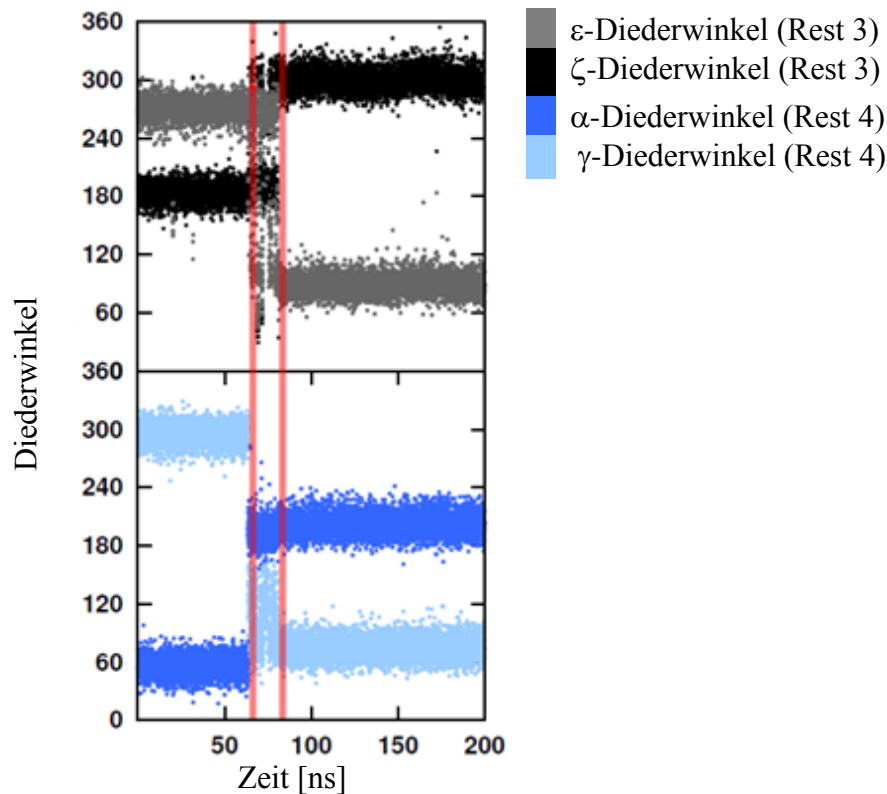 360
300
240
180
120
60
360
300
240
180
120
60
0
50
100
150
200
Diederwinkel
Zeit [ns]
ε-Diederwinkel (Rest 3)
ζ-Diederwinkel (Rest 3)
α-Diederwinkel (Rest 4)
γ-Diederwinkel (Rest 4)